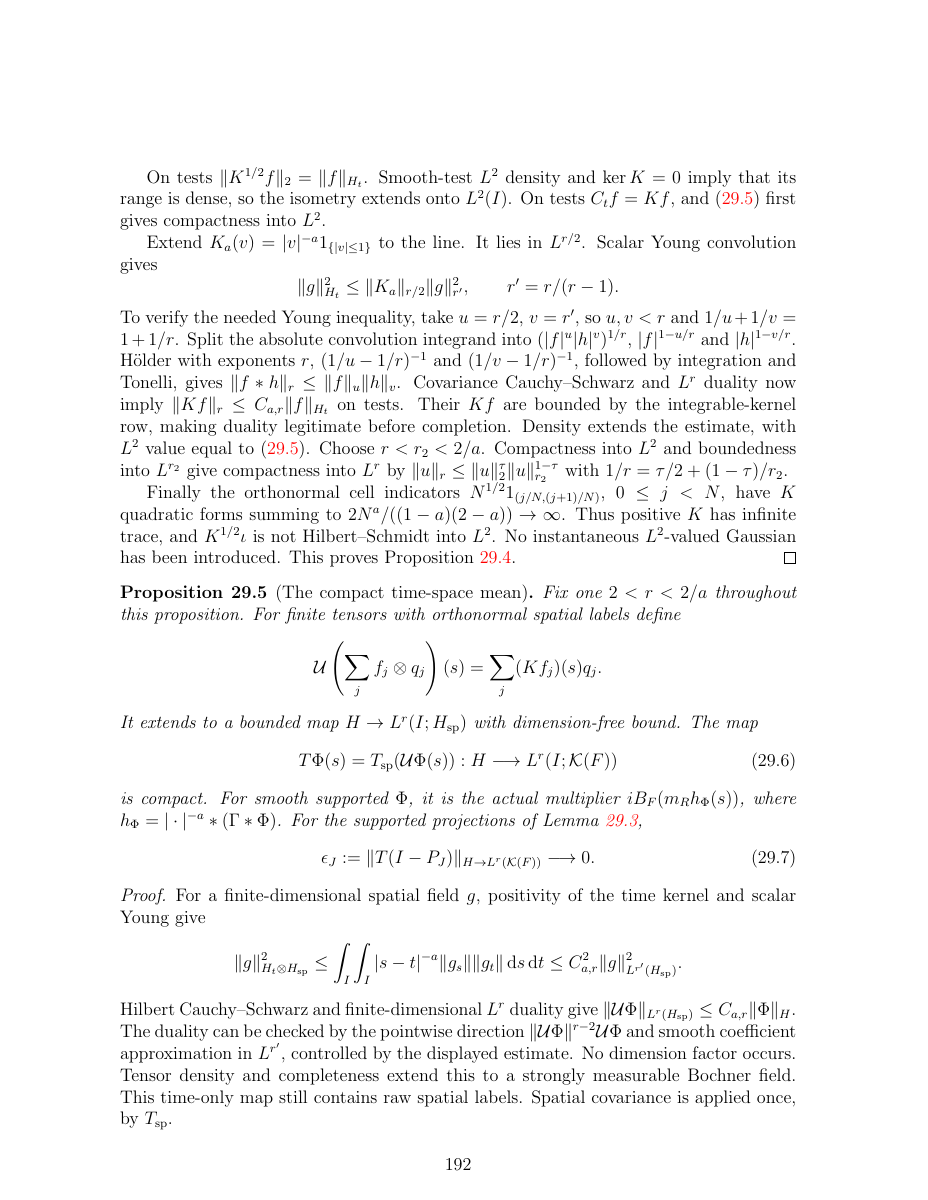 On tests ‖K^{1/2}f‖_2 = ‖f‖_{H_t}. Smooth-test L^2 density and ker K = 0 imply that its
range is dense, so the isometry extends onto L^2(I). On tests C_t f = Kf, and (29.5) first
gives compactness into L^2.
Extend K_a(v) = |v|^{-a}1_{\{|v|≤1\}} to the line. It lies in L^{r/2}. Scalar Young convolution
gives
‖g‖^2_{H_t} ≤ ‖K_a‖_{r/2}‖g‖^2_{r′}, r′ = r/(r − 1).
To verify the needed Young inequality, take u = r/2, v = r′, so u, v < r and 1/u + 1/v =
1 + 1/r. Split the absolute convolution integrand into (|f|^u|h|^v)^{1/r}, |f|^{1−u/r} and |h|^{1−v/r}.
Hölder with exponents r, (1/u − 1/r)^{−1} and (1/v − 1/r)^{−1}, followed by integration and
Tonelli, gives ‖f ∗ h‖_r ≤ ‖f‖_u‖h‖_v. Covariance Cauchy–Schwarz and L^r duality now
imply ‖Kf‖_r ≤ C_{a,r}‖f‖_{H_t} on tests. Their Kf are bounded by the integrable-kernel
row, making duality legitimate before completion. Density extends the estimate, with
L^2 value equal to (29.5). Choose r < r_2 < 2/a. Compactness into L^2 and boundedness
into L^{r_2} give compactness into L^r by ‖u‖_r ≤ ‖u‖^τ_2‖u‖^{1−τ}_{r_2} with 1/r = τ/2 + (1 − τ)/r_2.
Finally the orthonormal cell indicators N^{1/2}1_{(j/N,(j+1)/N)}, 0 ≤ j < N, have K
quadratic forms summing to 2N^a/((1 − a)(2 − a)) → ∞. Thus positive K has infinite
trace, and K^{1/2}ι is not Hilbert–Schmidt into L^2. No instantaneous L^2-valued Gaussian
has been introduced. This proves Proposition 29.4. □
Proposition 29.5 (The compact time-space mean). Fix one 2 < r < 2/a throughout
this proposition. For finite tensors with orthonormal spatial labels define
𝒰(∑_j f_j ⊗ q_j)(s) = ∑_j (Kf_j)(s)q_j.
It extends to a bounded map H → L^r(I; H_{sp}) with dimension-free bound. The map
TΦ(s) = T_{sp}(𝒰Φ(s)) : H ⟶ L^r(I; 𝒦(F)) (29.6)
is compact. For smooth supported Φ, it is the actual multiplier iB_F(m_R h_Φ(s)), where
h_Φ = | · |^{−a} ∗ (Γ ∗ Φ). For the supported projections of Lemma 29.3,
ϵ_J := ‖T(I − P_J)‖_{H→L^r(𝒦(F))} ⟶ 0. (29.7)
Proof. For a finite-dimensional spatial field g, positivity of the time kernel and scalar
Young give
‖g‖^2_{H_t⊗H_{sp}} ≤ ∫_I ∫_I |s − t|^{−a}‖g_s‖‖g_t‖ ds dt ≤ C^2_{a,r}‖g‖^2_{L^{r′}(H_{sp})}.
Hilbert Cauchy–Schwarz and finite-dimensional L^r duality give ‖𝒰Φ‖_{L^r(H_{sp})} ≤ C_{a,r}‖Φ‖_H.
The duality can be checked by the pointwise direction ‖𝒰Φ‖^{r−2}𝒰Φ and smooth coefficient
approximation in L^{r′}, controlled by the displayed estimate. No dimension factor occurs.
Tensor density and completeness extend this to a strongly measurable Bochner field.
This time-only map still contains raw spatial labels. Spatial covariance is applied once,
by T_{sp}.
192